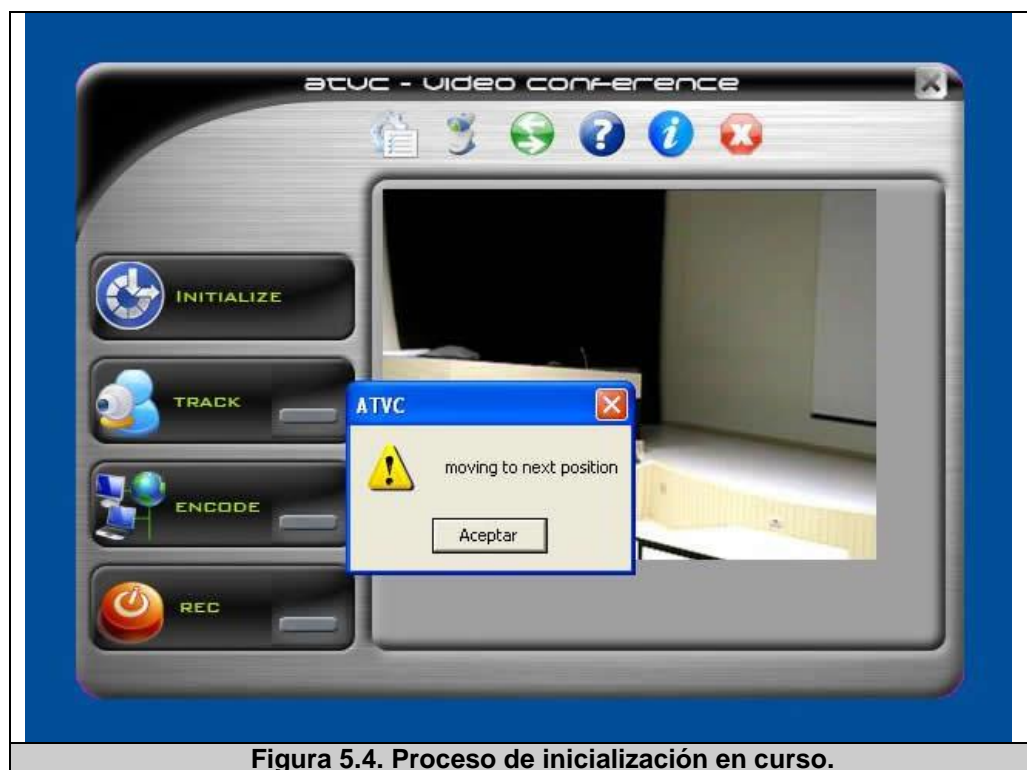 ATVC - VIDEO CONFERENCE
INITIALIZE
TRACK
ENCODE
REC
ATVC
moving to next position
Aceptar
Figura 5.4. Proceso de inicialización en curso.